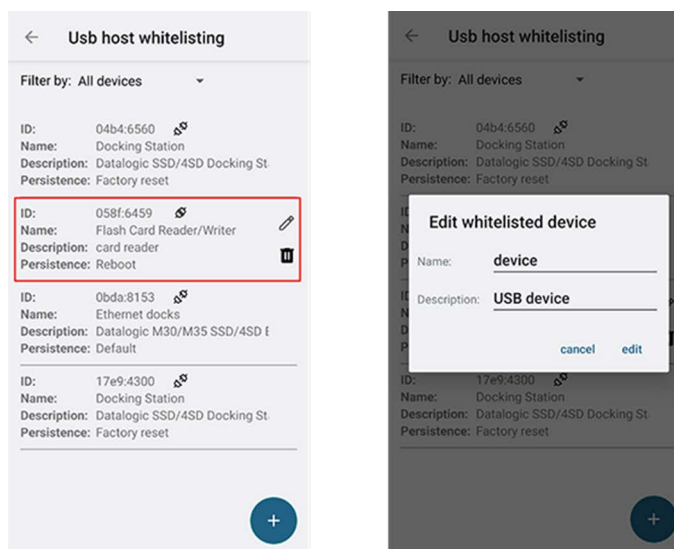 Usb host whitelisting
Filter by: All devices
ID: 04b4:6560
Name: Docking Station
Description: Datalogic SSD/4SD Docking St
Persistence: Factory reset
ID: 058f:6459
Name: Flash Card Reader/Writer
Description: card reader
Persistence: Reboot
ID: 0bda:8153
Name: Ethernet docks
Description: Datalogic M30/M35 SSD/4SD E
Persistence: Default
ID: 17e9:4300
Name: Docking Station
Description: Datalogic SSD/4SD Docking St
Persistence: Factory reset
+
Usb host whitelisting
Filter by: All devices
ID: 04b4:6560
Name: Docking Station
Description: Datalogic SSD/4SD Docking St
Persistence: Factory reset
Edit whitelisted device
Name: device
Description: USB device
cancel edit
ID: 17e9:4300
Name: Docking Station
Description: Datalogic SSD/4SD Docking St
Persistence: Factory reset
+